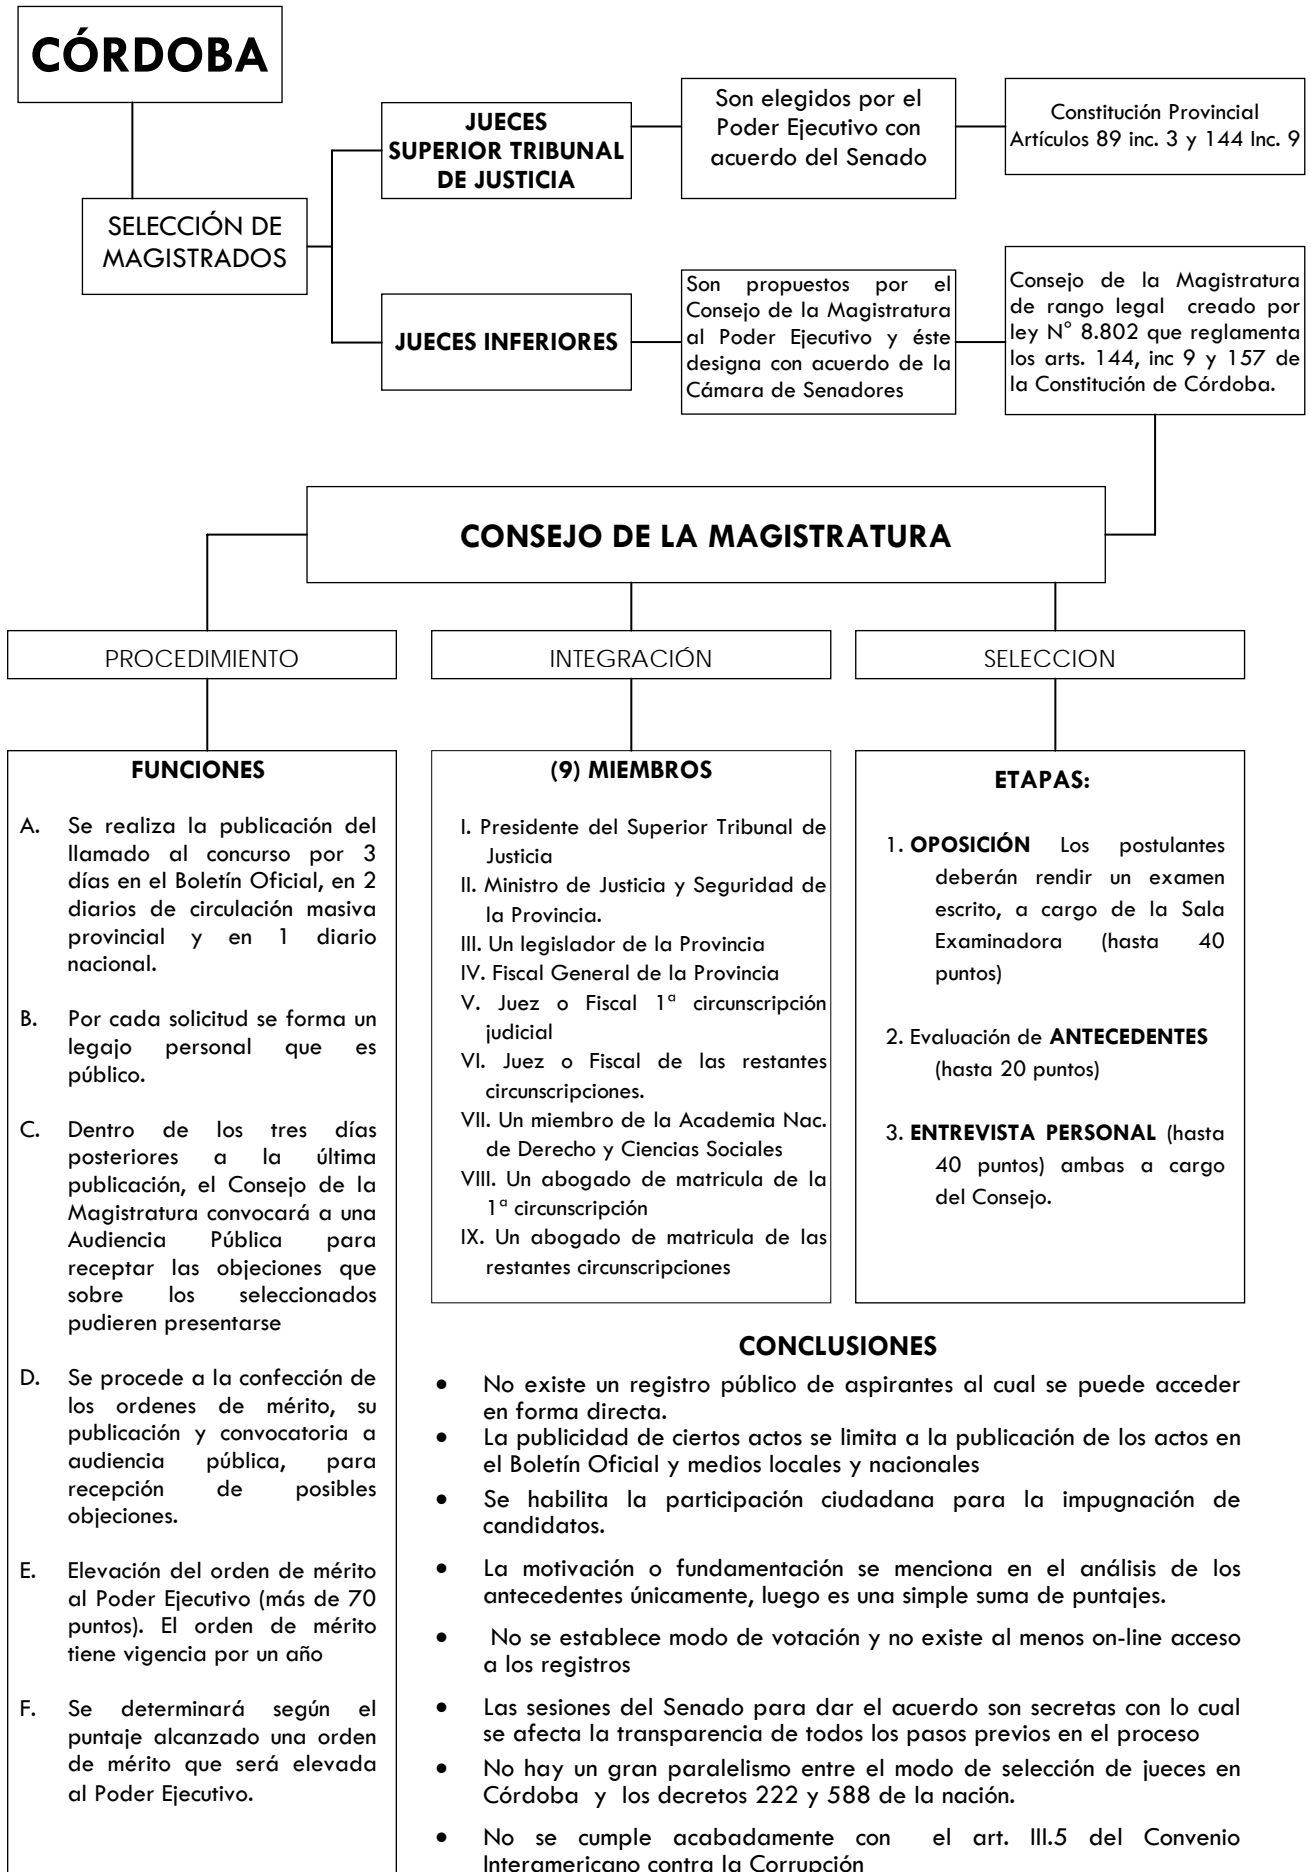 CÓRDOBA
SELECCIÓN DE
MAGISTRADOS
JUECES
SUPERIOR TRIBUNAL
DE JUSTICIA
Son elegidos por el
Poder Ejecutivo con
acuerdo del Senado
Constitución Provincial
Artículos 89 inc. 3 y 144 Inc. 9
JUECES INFERIORES
Son propuestos por el
Consejo de la Magistratura
al Poder Ejecutivo y éste
designa con acuerdo de la
Cámara de Senadores
Consejo de la Magistratura
de rango legal creado por
ley N° 8.802 que reglamenta
los arts. 144, inc 9 y 157 de
la Constitución de Córdoba.
CONSEJO DE LA MAGISTRATURA
PROCEDIMIENTO
FUNCIONES
A. Se realiza la publicación del
llamado al concurso por 3
días en el Boletín Oficial, en 2
diarios de circulación masiva
provincial y en 1 diario
nacional.
B. Por cada solicitud se forma un
legajo personal que es
público.
C. Dentro de los tres días
posteriores a la última
publicación, el Consejo de la
Magistratura convocará a una
Audiencia Pública para
receptar las objeciones que
sobre los seleccionados
pudieren presentarse
D. Se procede a la confección de
los ordenes de mérito, su
publicación y convocatoria a
audiencia pública, para
recepción de posibles
objeciones.
E. Elevación del orden de mérito
al Poder Ejecutivo (más de 70
puntos). El orden de mérito
tiene vigencia por un año
F. Se determinará según el
puntaje alcanzado una orden
de mérito que será elevada
al Poder Ejecutivo.
INTEGRACIÓN
(9) MIEMBROS
I. Presidente del Superior Tribunal de
Justicia
II. Ministro de Justicia y Seguridad de
la Provincia.
III. Un legislador de la Provincia
IV. Fiscal General de la Provincia
V. Juez o Fiscal 1ª circunscripción
judicial
VI. Juez o Fiscal de las restantes
circunscripciones.
VII. Un miembro de la Academia Nac.
de Derecho y Ciencias Sociales
VIII. Un abogado de matricula de la
1ª circunscripción
IX. Un abogado de matricula de las
restantes circunscripciones
SELECCION
ETAPAS:
1. OPOSICIÓN Los postulantes
deberán rendir un examen
escrito, a cargo de la Sala
Examinadora (hasta 40
puntos)
2. Evaluación de ANTECEDENTES
(hasta 20 puntos)
3. ENTREVISTA PERSONAL (hasta
40 puntos) ambas a cargo
del Consejo.
CONCLUSIONES
• No existe un registro público de aspirantes al cual se puede acceder
en forma directa.
• La publicidad de ciertos actos se limita a la publicación de los actos en
el Boletín Oficial y medios locales y nacionales
• Se habilita la participación ciudadana para la impugnación de
candidatos.
• La motivación o fundamentación se menciona en el análisis de los
antecedentes únicamente, luego es una simple suma de puntajes.
• No se establece modo de votación y no existe al menos on-line acceso
a los registros
• Las sesiones del Senado para dar el acuerdo son secretas con lo cual
se afecta la transparencia de todos los pasos previos en el proceso
• No hay un gran paralelismo entre el modo de selección de jueces en
Córdoba y los decretos 222 y 588 de la nación.
• No se cumple acabadamente con el art. III.5 del Convenio
Interamericano contra la Corrupción